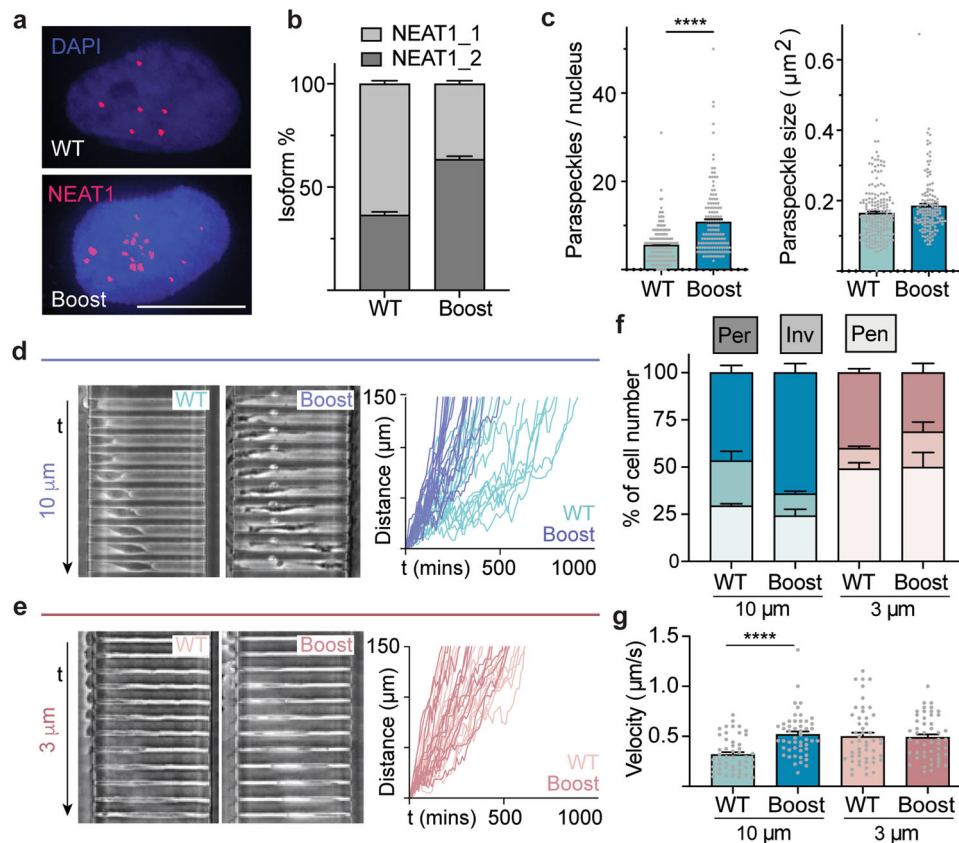 a
DAPI
WT
NEAT1
Boost
b
NEAT1_1
NEAT1_2
Isoform %
100
50
WT
Boost
c
****
Paraspeckles / nucleus
40
20
WT
Boost
Paraspeckle size (µm²)
0.6
0.4
0.2
0.0
WT
Boost
d
t
10 µm
WT
Boost
Distance (µm)
150
0
WT
Boost
t (mins)
500
1000
e
t
3 µm
WT
Boost
Distance (µm)
150
0
WT
Boost
t (mins)
500
1000
f
Per
Inv
Pen
% of cell number
100
75
50
25
0
WT
Boost
WT
Boost
10 µm
3 µm
g
****
Velocity (µm/s)
1.5
1.0
0.5
WT
Boost
WT
Boost
10 µm
3 µm